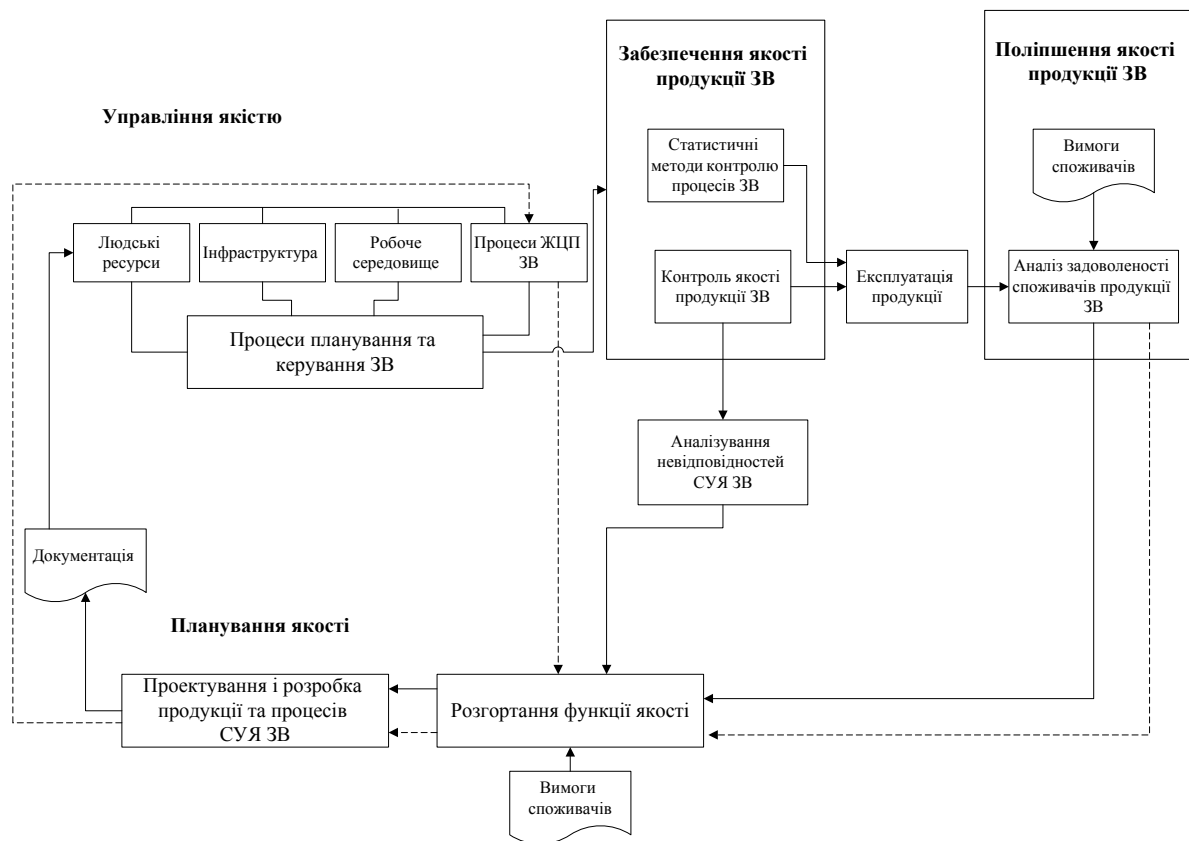 Забезпечення якості
продукції ЗВ
Поліпшення якості
продукції ЗВ
Управління якістю
Статистичні
методи контролю
процесів ЗВ
Вимоги
споживачів
Людські
ресурси
Інфраструктура
Робоче
середовище
Процеси ЖЦП
ЗВ
Контроль якості
продукції ЗВ
Експлуатація
продукції
Аналіз задоволеності
споживачів продукції
ЗВ
Процеси планування та
керування ЗВ
Аналізування
невідповідностей
СУЯ ЗВ
Документація
Планування якості
Проектування і розробка
продукції та процесів
СУЯ ЗВ
Розгортання функції якості
Вимоги
споживачів